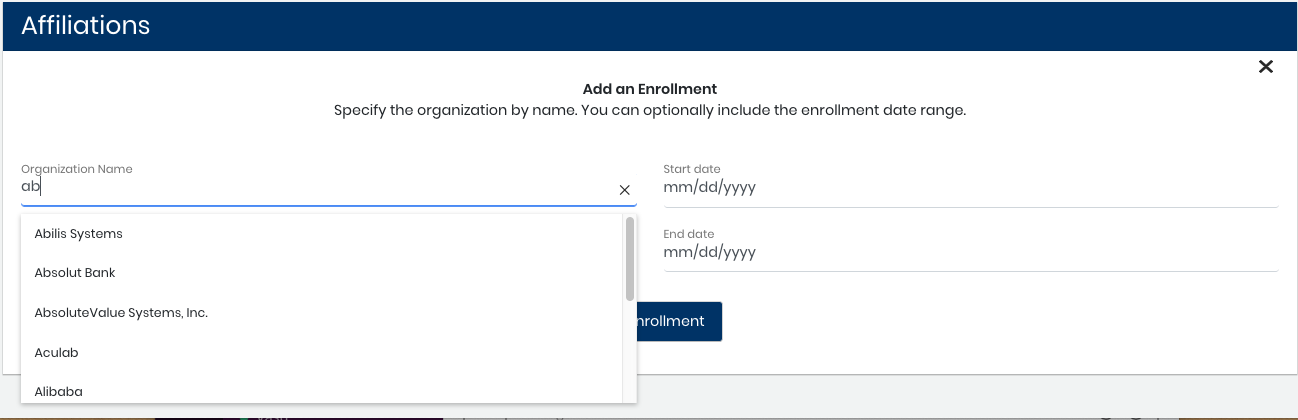 Affiliations
Add an Enrollment
Specify the organization by name. You can optionally include the enrollment date range.
Organization Name
ab
Start date
mm/dd/yyyy
Abilis Systems
End date
mm/dd/yyyy
Absolut Bank
AbsoluteValue Systems, Inc.
nrollment
Aculab
Alibaba